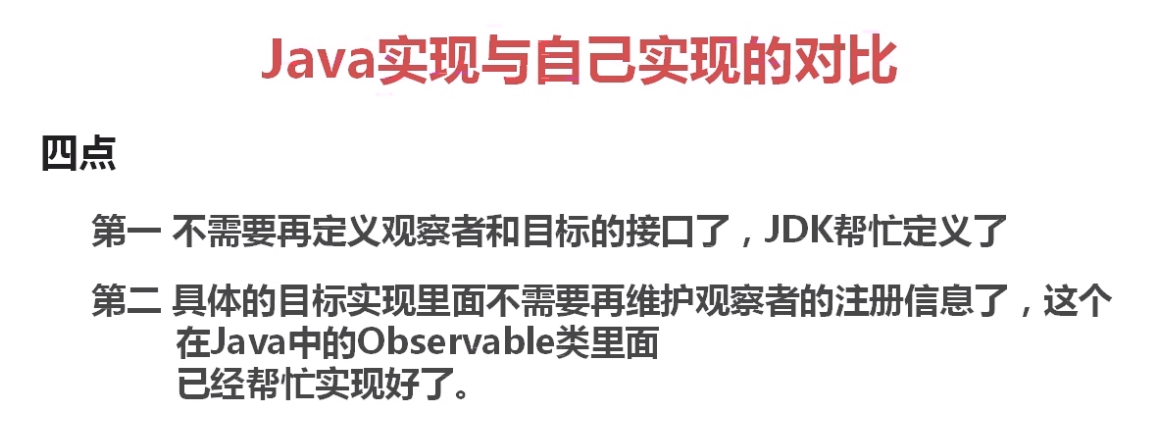 Java实现与自己实现的对比
四点
第一 不需要再定义观察者和目标的接口了，JDK帮忙定义了
第二 具体的目标实现里面不需要再维护观察者的注册信息了，这个
在Java中的Observable类里面
已经帮忙实现好了。